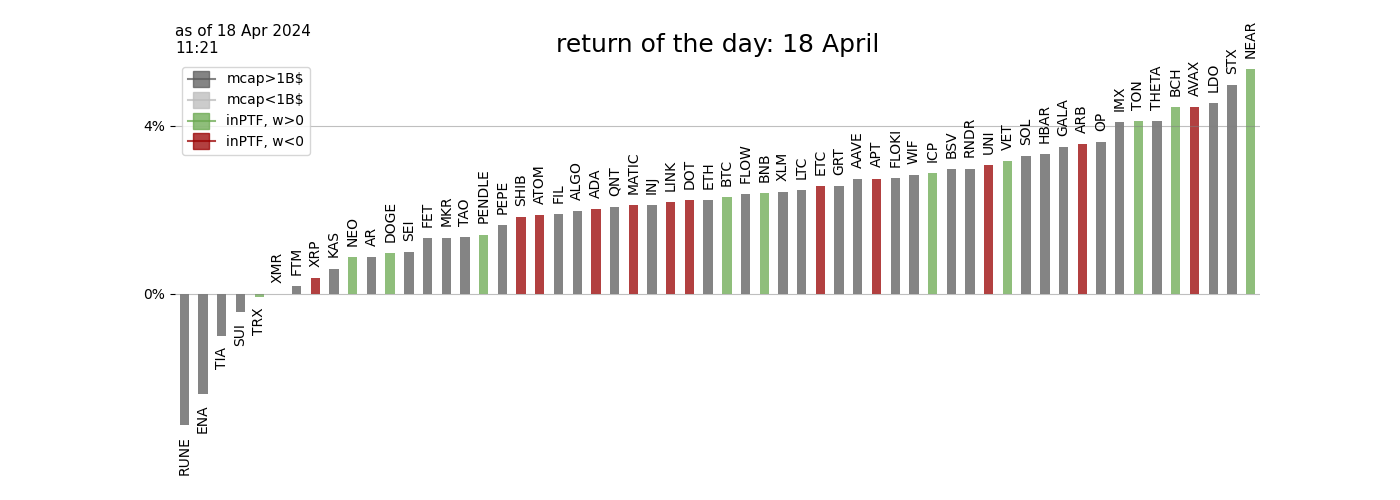 as of 18 Apr 2024
11:21
return of the day: 18 April
mcap>1B$
mcap<1B$
inPTF, w>0
inPTF, w<0
4%
0%
RUNE
ENA
TIA
SUI
TRX
XMR
FTM
XRP
KAS
NEO
AR
DOGE
SEI
FET
MKR
TAO
PENDLE
PEPE
SHIB
ATOM
FIL
ALGO
ADA
QNT
MATIC
INJ
LINK
DOT
ETH
BTC
FLOW
BNB
XLM
LTC
ETC
GRT
AAVE
APT
FLOKI
WIF
ICP
BSV
RNDR
UNI
VET
SOL
HBAR
GALA
ARB
OP
IMX
TON
THETA
BCH
AVAX
LDO
STX
NEAR